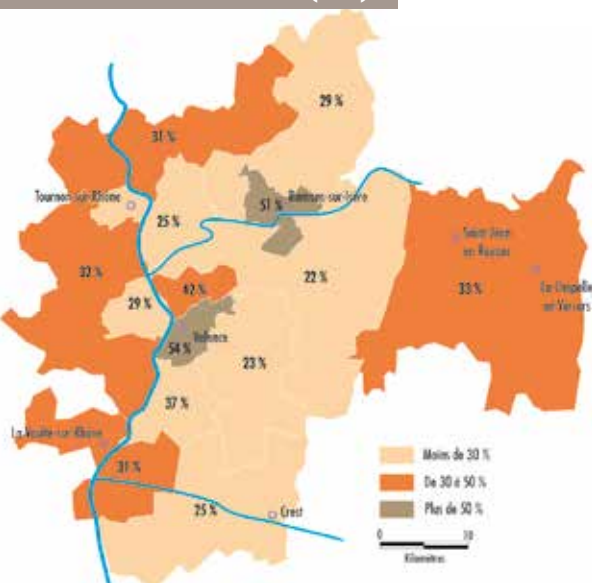 29 %
31 %
Tournon-sur-Rhône
51 %
Romans-sur-Isère
25 %
Saint-Jean
en Royans
32 %
22 %
42 %
33 %
La Chapelle
en Vercors
29 %
Valence
54 %
23 %
37 %
La Voulte-sur-Rhône
31 %
Moins de 30 %
De 30 à 50 %
Plus de 50 %
25 %
Crest
0
10
Kilomètres